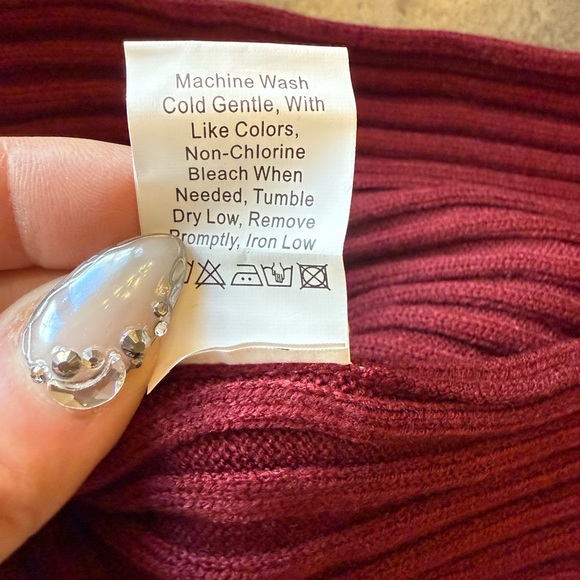 Machine Wash
Cold Gentle, With
Like Colors,
Non-Chlorine
Bleach When
Needed, Tumble
Dry Low, Remove
Promptly, Iron Low